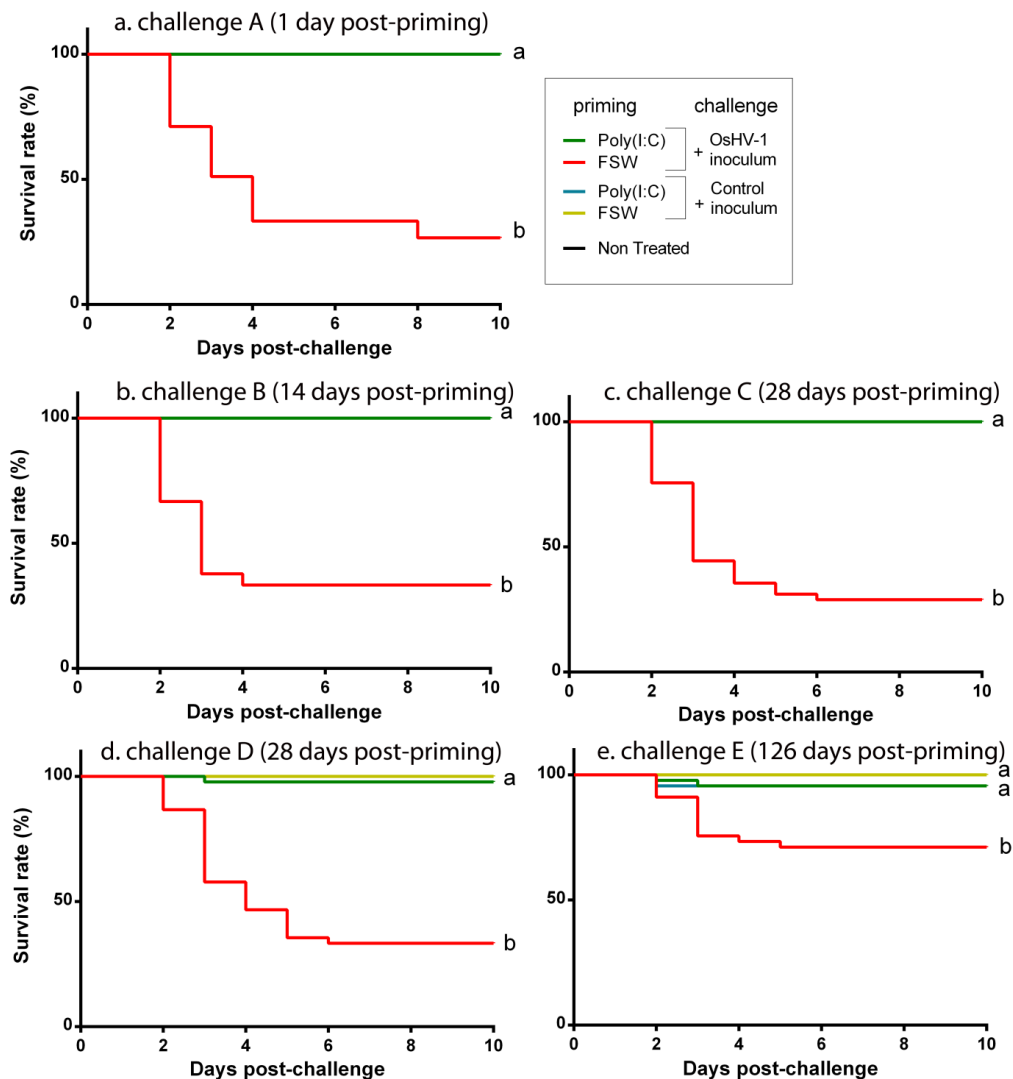 a. challenge A (1 day post-priming)
100
50
0
Survival rate (%)
0 2 4 6 8 10
Days post-challenge
a
b
priming challenge
Poly(I:C)
FSW
+ OsHV-1
inoculum
Poly(I:C)
FSW
+ Control
inoculum
Non Treated
b. challenge B (14 days post-priming)
100
50
0
Survival rate (%)
0 2 4 6 8 10
Days post-challenge
a
b
c. challenge C (28 days post-priming)
100
50
0
0 2 4 6 8 10
Days post-challenge
a
b
d. challenge D (28 days post-priming)
100
50
0
Survival rate (%)
0 2 4 6 8 10
Days post-challenge
a
b
e. challenge E (126 days post-priming)
100
50
0
0 2 4 6 8 10
Days post-challenge
a
a
b